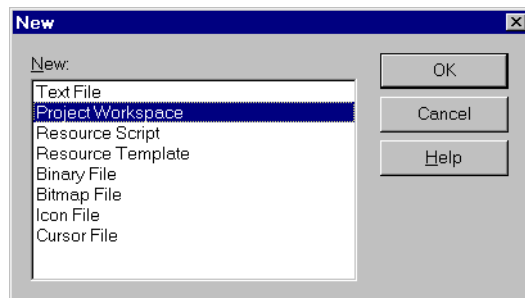 New
New:
Text File
Project Workspace
Resource Script
Resource Template
Binary File
Bitmap File
Icon File
Cursor File
OK
Cancel
Help